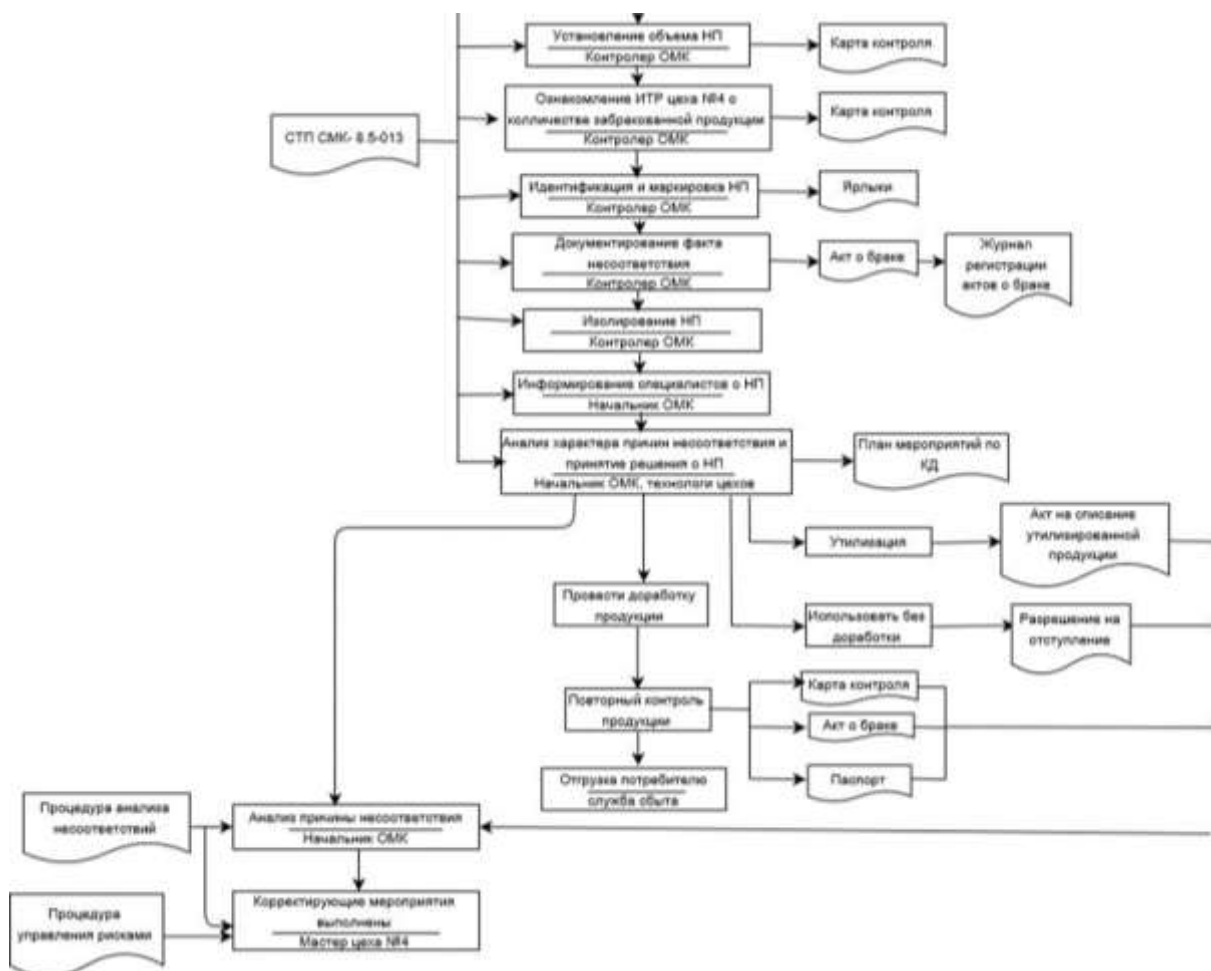 Установление объема НП
Контролер ОМК
Карта контроля
Ознакомление ИТР цеха №4 о
колличестве забракованной продукции
Контролер ОМК
Карта контроля
СТП СМК- 8.5-013
Идентификация и маркировка НП
Контролер ОМК
Ярлыки
Документирование факта
несоответствия
Контролер ОМК
Акт о браке
Журнал
регистрации
актов о браке
Изолирование НП
Контролер ОМК
Информирование специалистов о НП
Начальник ОМК
Анализ характера причин несоответствия и
принятие решения о НП
Начальник ОМК, технологи цехов
План мероприятий по
КД
Утилизация
Акт на списание
утилизированной
продукции
Провести доработку
продукции
Использовать без
доработки
Разрешение на
отступление
Повторный контроль
продукции
Карта контроля
Акт о браке
Паспорт
Отгрузка потребителю
служба сбыта
Процедура анализа
несоответствий
Анализ причины несоответствия
Начальник ОМК
Процедура
управления рисками
Корректирующие мероприятия
выполнены
Мастер цеха №4